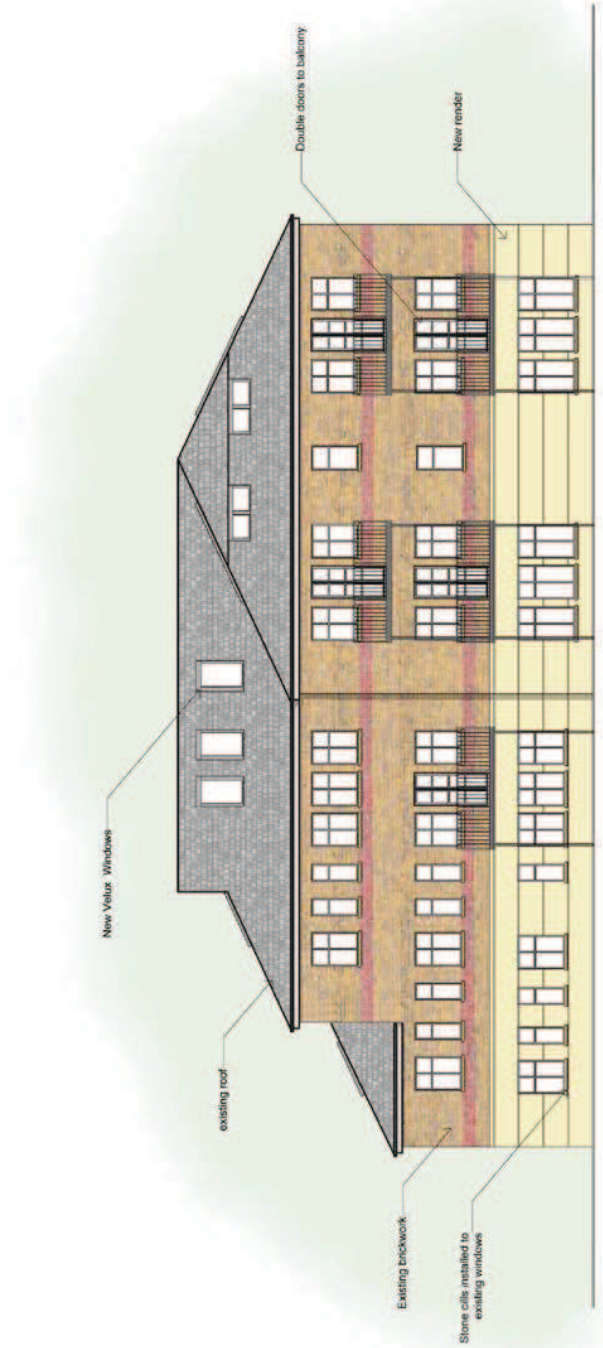 New Velux Windows
existing roof
Existing brickwork
Stone cills installed to
existing windows
Double doors to balcony
New render